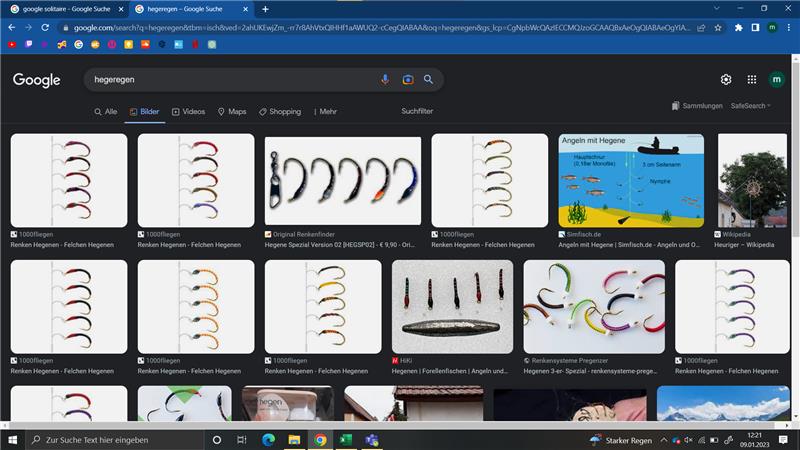 google solitaire - Google Suche
hegeregen – Google Suche
google.com/search?q=hegeregen&tbm=isch&ved=2ahUKEwjZm_-rr7r8AhVtxQIHHf1aAWUQ2-cCegQIABAA&oq=hegeregen&gs_lcp=CgNpbWcQAzIECCMQJzoGCAAQBxAeOgQIABAeOgYIA...
Google
hegeregen
m
Alle
Bilder
Videos
Maps
Shopping
Mehr
Suchfilter
Sammlungen
SafeSearch
Angeln mit Hegene
Hauptschnur
(0,18er Monofile)
3 cm Seitenarm
Nymphe
1000fliegen
Renken Hegenen - Felchen Hegenen
1000fliegen
Renken Hegenen - Felchen Hegenen
Original Renkenfinder
Hegene Spezial Version 02 [HEGSP02] - € 9,90 - Ori...
1000fliegen
Renken Hegenen - Felchen Hegenen
Simfisch.de
Angeln mit Hegene | Simfisch.de - Angeln und O...
Wikipedia
Heuriger – Wikipedia
1000fliegen
Renken Hegenen - Felchen Hegenen
1000fliegen
Renken Hegenen - Felchen Hegenen
1000fliegen
Renken Hegenen - Felchen Hegenen
HiKi
Hegenen | Forellenfischen | Angeln und...
Renkensysteme Pregenzer
Hegenen 3-er- Spezial - renkensysteme-prege...
1000fliegen
Renken Hegenen - Felchen Hegenen
hegen
Zur Suche Text hier eingeben
Starker Regen
12:21
09.01.2023